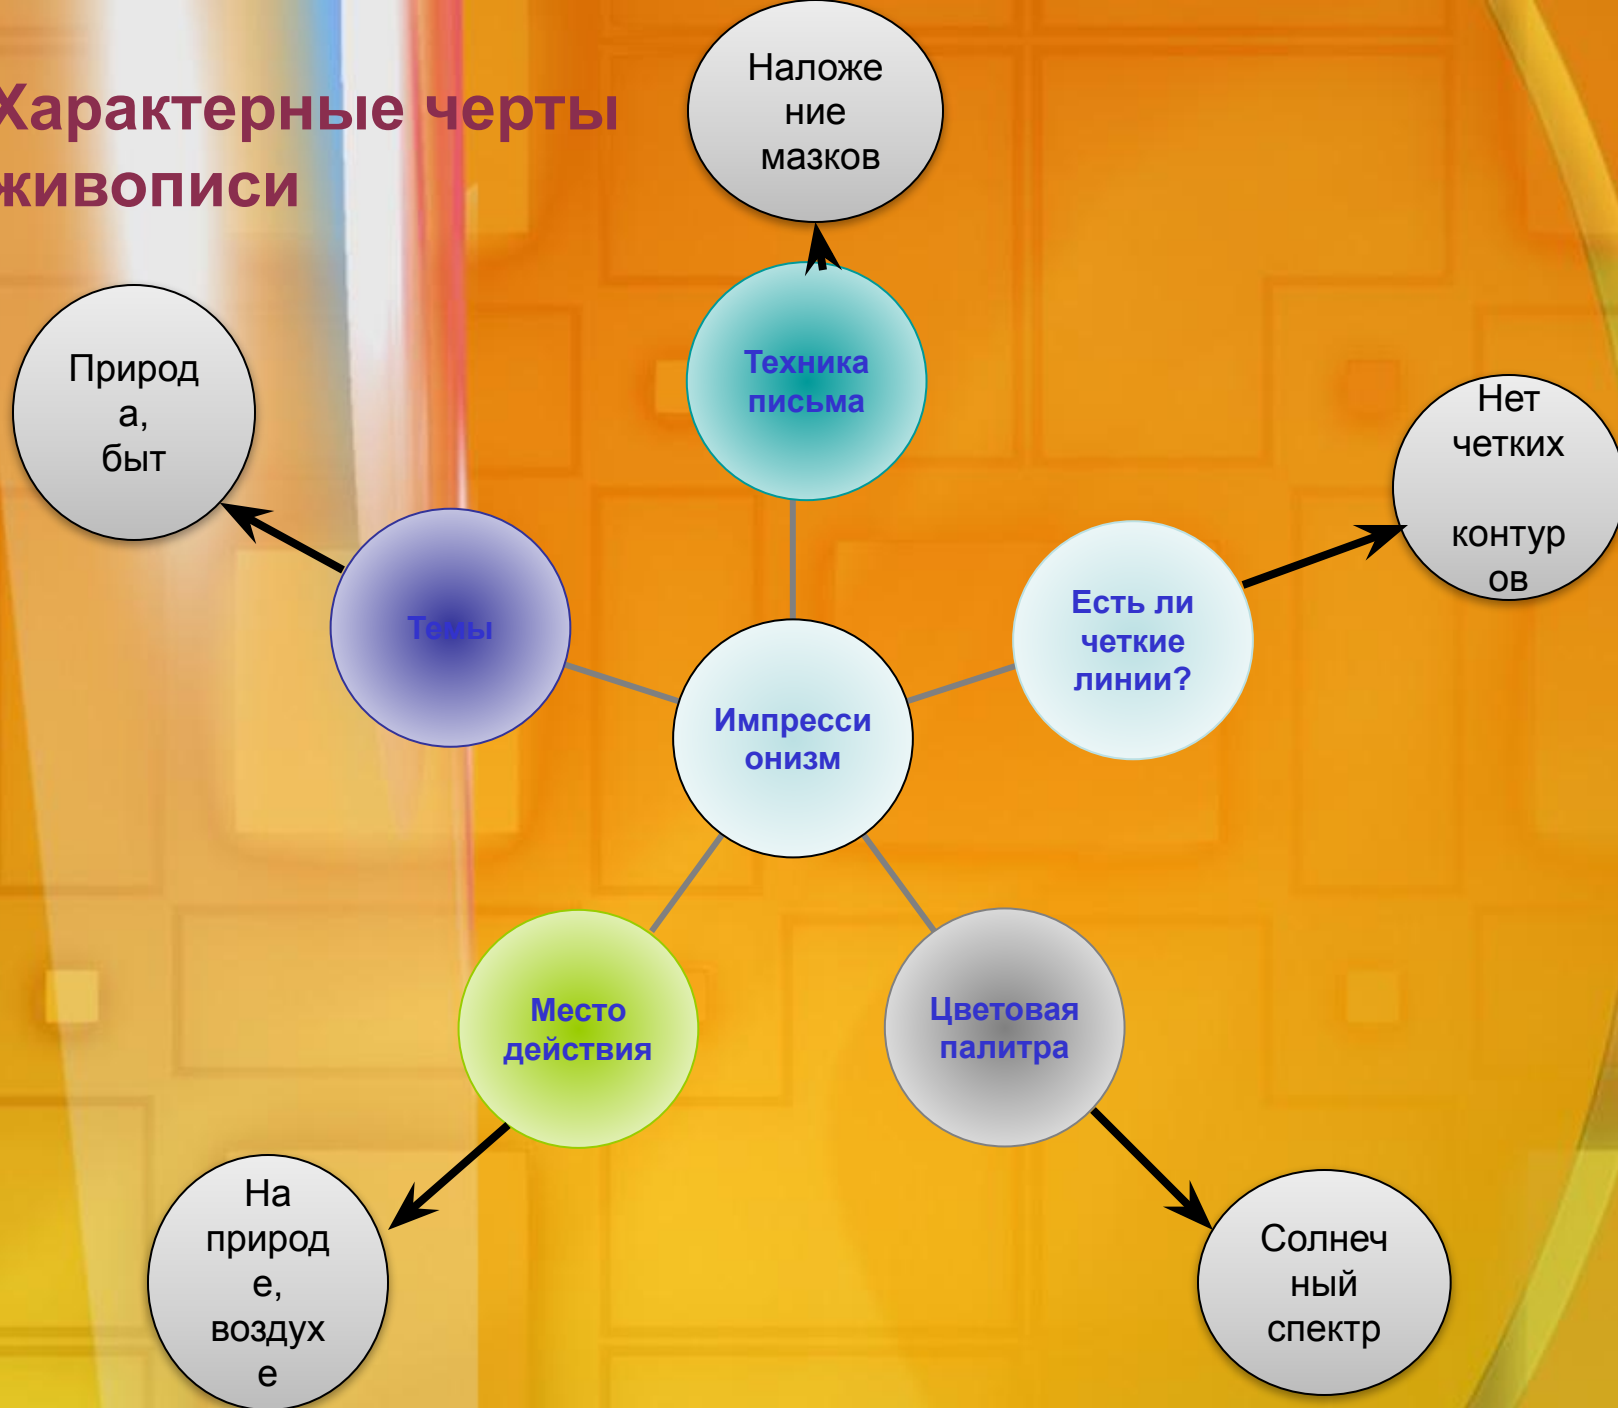 Характерные черты
живописи
Наложе
ние
мазков
Техника
письма
Природ
а,
быт
Темы
Нет
четких
контур
ов
Есть ли
четкие
линии?
Импресси
онизм
Место
действия
Цветовая
палитра
На
природ
е,
воздух
е
Солнеч
ный
спектр